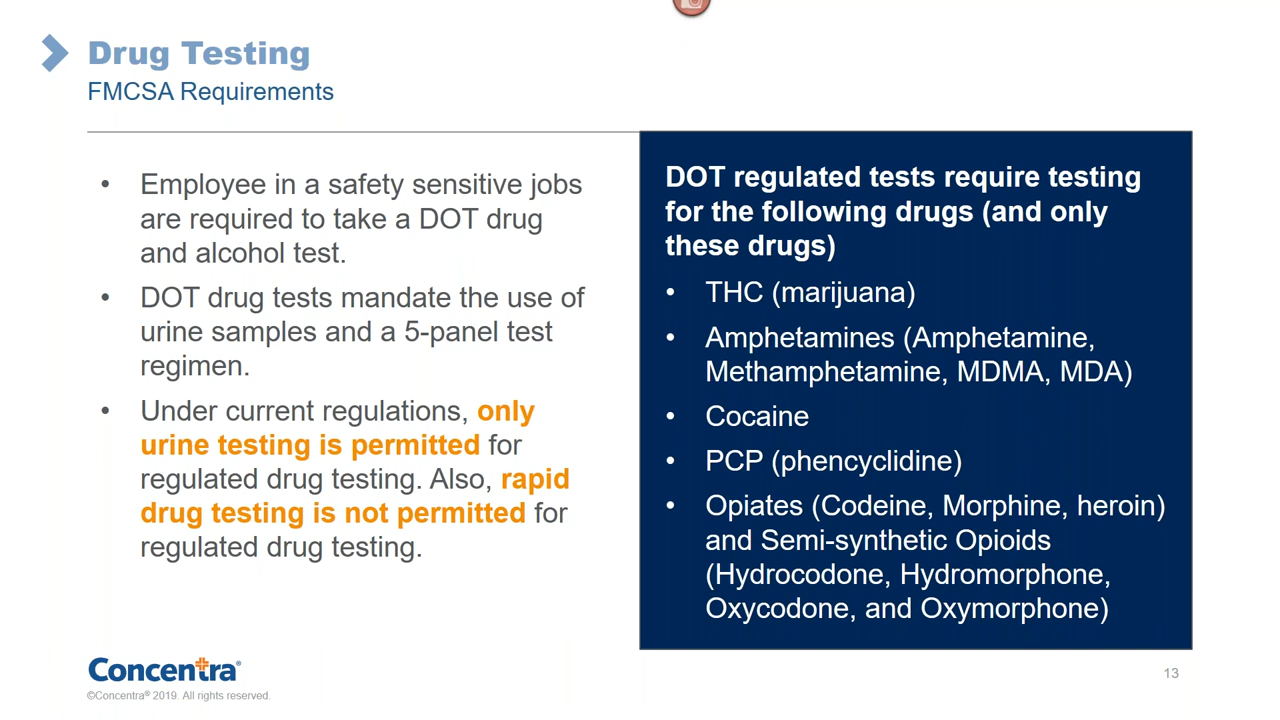 Drug Testing
FMCSA Requirements
• Employee in a safety sensitive jobs
are required to take a DOT drug
and alcohol test.
• DOT drug tests mandate the use of
urine samples and a 5-panel test
regimen.
• Under current regulations, only
urine testing is permitted for
regulated drug testing. Also, rapid
drug testing is not permitted for
regulated drug testing.
DOT regulated tests require testing
for the following drugs (and only
these drugs)
• THC (marijuana)
• Amphetamines (Amphetamine,
Methamphetamine, MDMA, MDA)
• Cocaine
• PCP (phencyclidine)
• Opiates (Codeine, Morphine, heroin)
and Semi-synthetic Opioids
(Hydrocodone, Hydromorphone,
Oxycodone, and Oxymorphone)
Concentra®
©Concentra® 2019. All rights reserved.
13